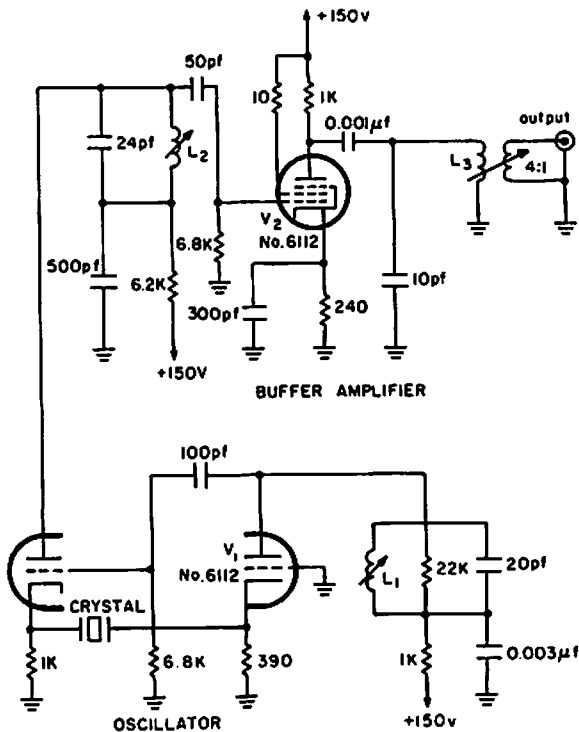 +150v
50pf
10
1K
0.001μf
output
24pf
L2
L3
4:1
V2
No.6112
6.8K
500pf
6.2K
300pf
240
10pf
+150V
BUFFER AMPLIFIER
100pf
V1
No.6112
L1
22K
20pf
CRYSTAL
1K
6.8K
390
1K
0.003μf
+150v
OSCILLATOR